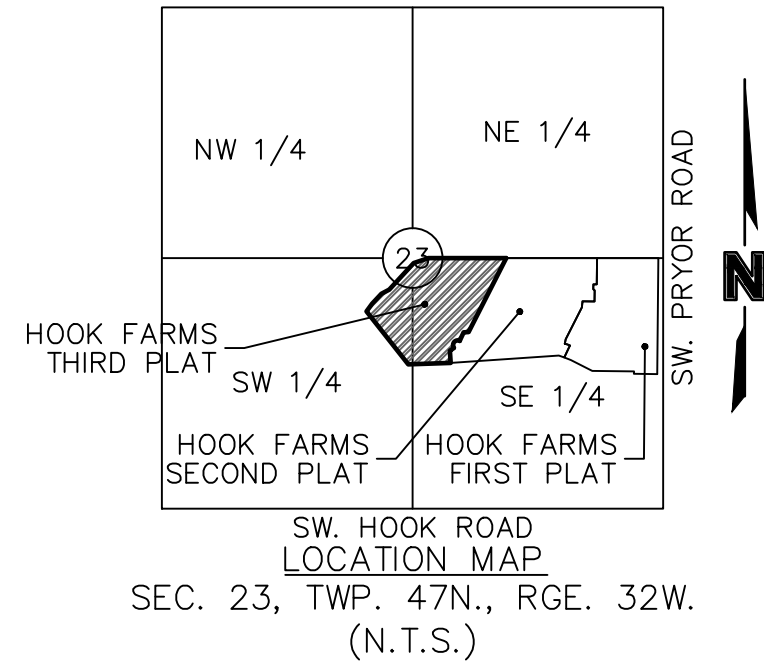 NW 1/4
NE 1/4
SW. PRYOR ROAD
23
N
HOOK FARMS
THIRD PLAT
SW 1/4
SE 1/4
HOOK FARMS
SECOND PLAT
HOOK FARMS
FIRST PLAT
SW. HOOK ROAD
LOCATION MAP
SEC. 23, TWP. 47N., RGE. 32W.
(N.T.S.)